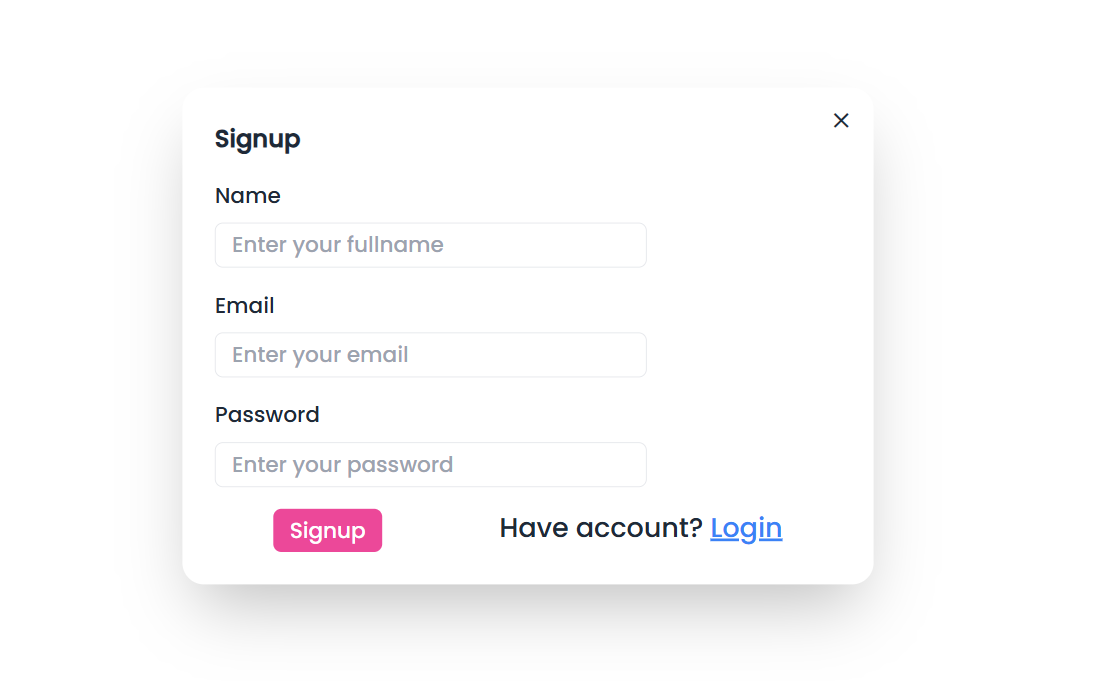 Signup
Name
Enter your fullname
Email
Enter your email
Password
Enter your password
Signup
Have account? Login